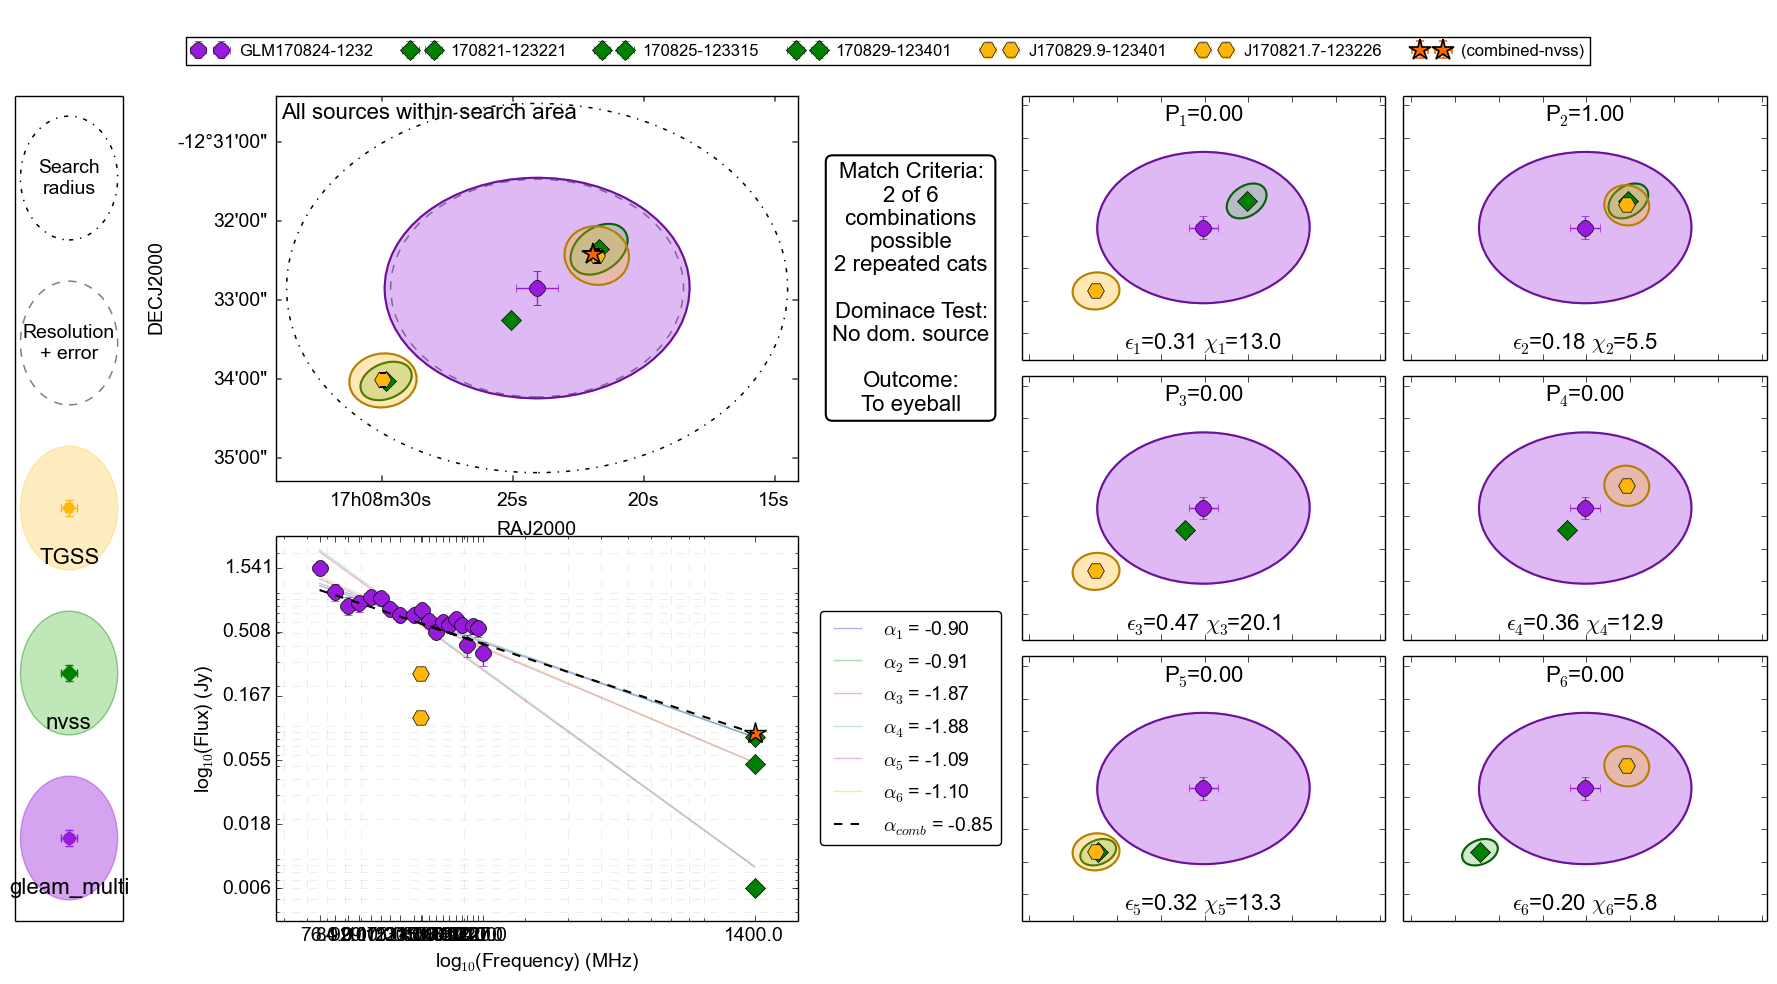 GLM170824-1232 170821-123221 170825-123315 170829-123401 J170829.9-123401 J170821.7-123226 (combined-nvss)
Search
radius
Resolution
+ error
TGSS
nvss
gleam_multi
All sources within search area
-12°31'00"
32'00"
33'00"
34'00"
35'00"
DECJ2000
17h08m30s 25s 20s 15s
RAJ2000
Match Criteria:
2 of 6
combinations
possible
2 repeated cats
Dominace Test:
No dom. source
Outcome:
To eyeball
1.541
0.508
0.167
0.055
0.018
0.006
log10(Flux) (Jy)
1400.0
log10(Frequency) (MHz)
α1 = -0.90
α2 = -0.91
α3 = -1.87
α4 = -1.88
α5 = -1.09
α6 = -1.10
αcomb = -0.85
P1=0.00
ϵ1=0.31 χ1=13.0
P2=1.00
ϵ2=0.18 χ2=5.5
P3=0.00
ϵ3=0.47 χ3=20.1
P4=0.00
ϵ4=0.36 χ4=12.9
P5=0.00
ϵ5=0.32 χ5=13.3
P6=0.00
ϵ6=0.20 χ6=5.8